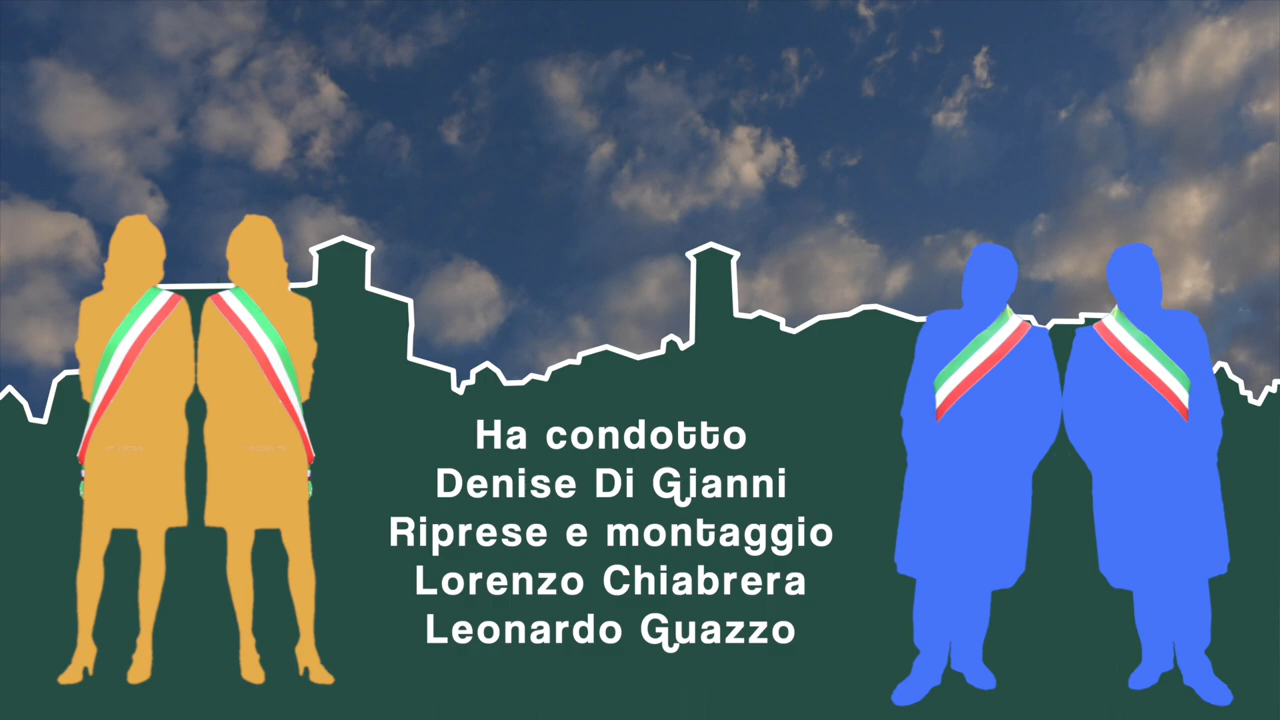 Ha condotto
Denise Di Gianni
Riprese e montaggio
Lorenzo Chiabrera
Leonardo Guazzo